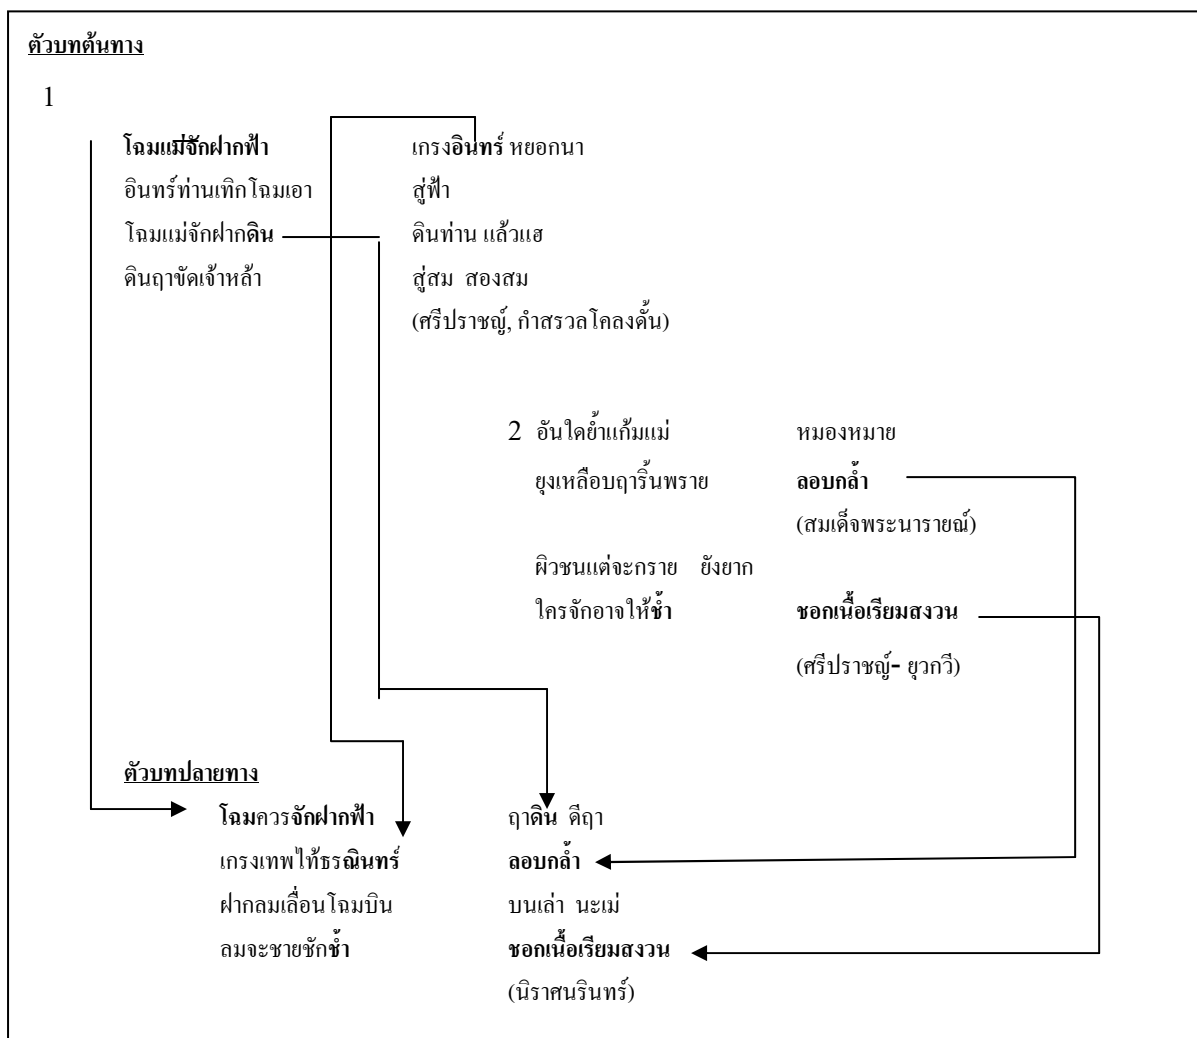 ตัวบทต้นทาง
1
โฉมแม่จักฝากฟ้า เกรงอินทร์ หยอกนา
อินทร์ท่านเทิกโฉมเอา สู่ฟ้า
โฉมแม่จักฝากดิน ดินท่าน แล้วแฮ
ดินฤาขัดเจ้าหล้า สู่สม สองสม
(ศรีปราชญ์, กำสรวลโคลงดั้น)
2 อันใดย้ำแก้มแม่ หมองหมาย
ยุงเหลือบฤาริ้นพราย ลอบกล้ำ
(สมเด็จพระนารายณ์)
ผิวชนแต่จะกราย ยังยาก
ใครจักอาจให้ช้ำ ชอกเนื้อเรียมสงวน
(ศรีปราชญ์- ยุวกวี)
ตัวบทปลายทาง
โฉมควรจักฝากฟ้า ฤาดิน ดีฤา
เกรงเทพไท้ธรณินทร์ ลอบกล้ำ
ฝากลมเลื่อนโฉมบิน บนเล่า นะเม่
ลมจะชายชักช้ำ ชอกเนื้อเรียมสงวน
(นิราศนรินทร์)